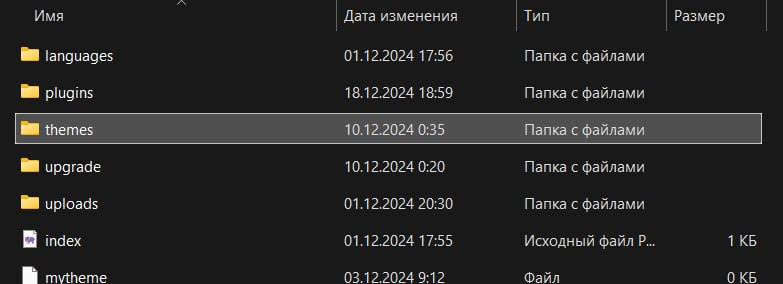 Имя Дата изменения Тип Размер
languages 01.12.2024 17:56 Папка с файлами
plugins 18.12.2024 18:59 Папка с файлами
themes 10.12.2024 0:35 Папка с файлами
upgrade 10.12.2024 0:20 Папка с файлами
uploads 01.12.2024 20:30 Папка с файлами
index 01.12.2024 17:55 Исходный файл P... 1 КБ
mytheme 03.12.2024 9:12 Файл 0 КБ